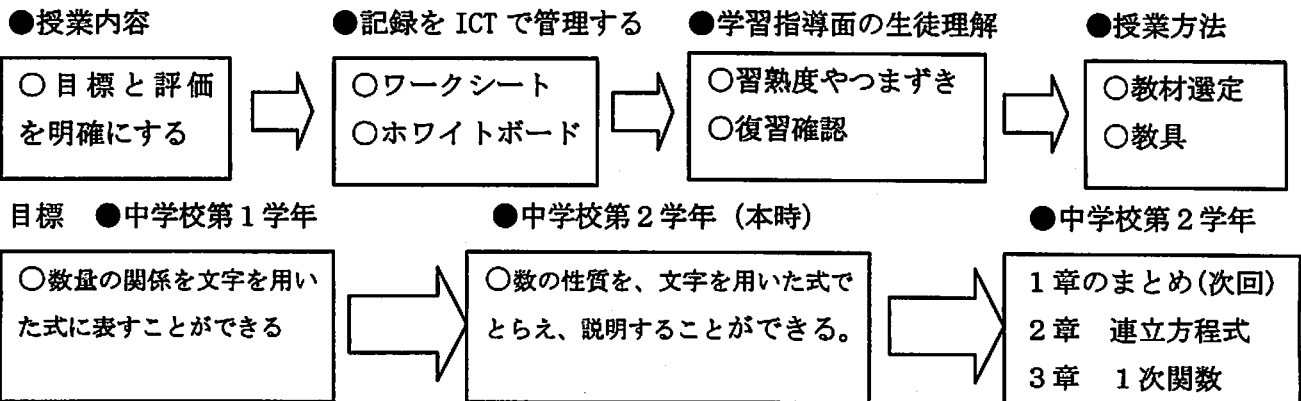 ●授業内容
●記録を ICT で管理する
●学習指導面の生徒理解
●授業方法
○目標と評価
を明確にする
○ワークシート
○ホワイトボード
○習熟度やつまずき
○復習確認
○教材選定
○教具
目標 ●中学校第1学年
●中学校第2学年（本時）
●中学校第2学年
○数量の関係を文字を用い
た式に表すことができる
○数の性質を、文字を用いた式で
とらえ、説明することができる。
1章のまとめ(次回)
2章 連立方程式
3章 1次関数